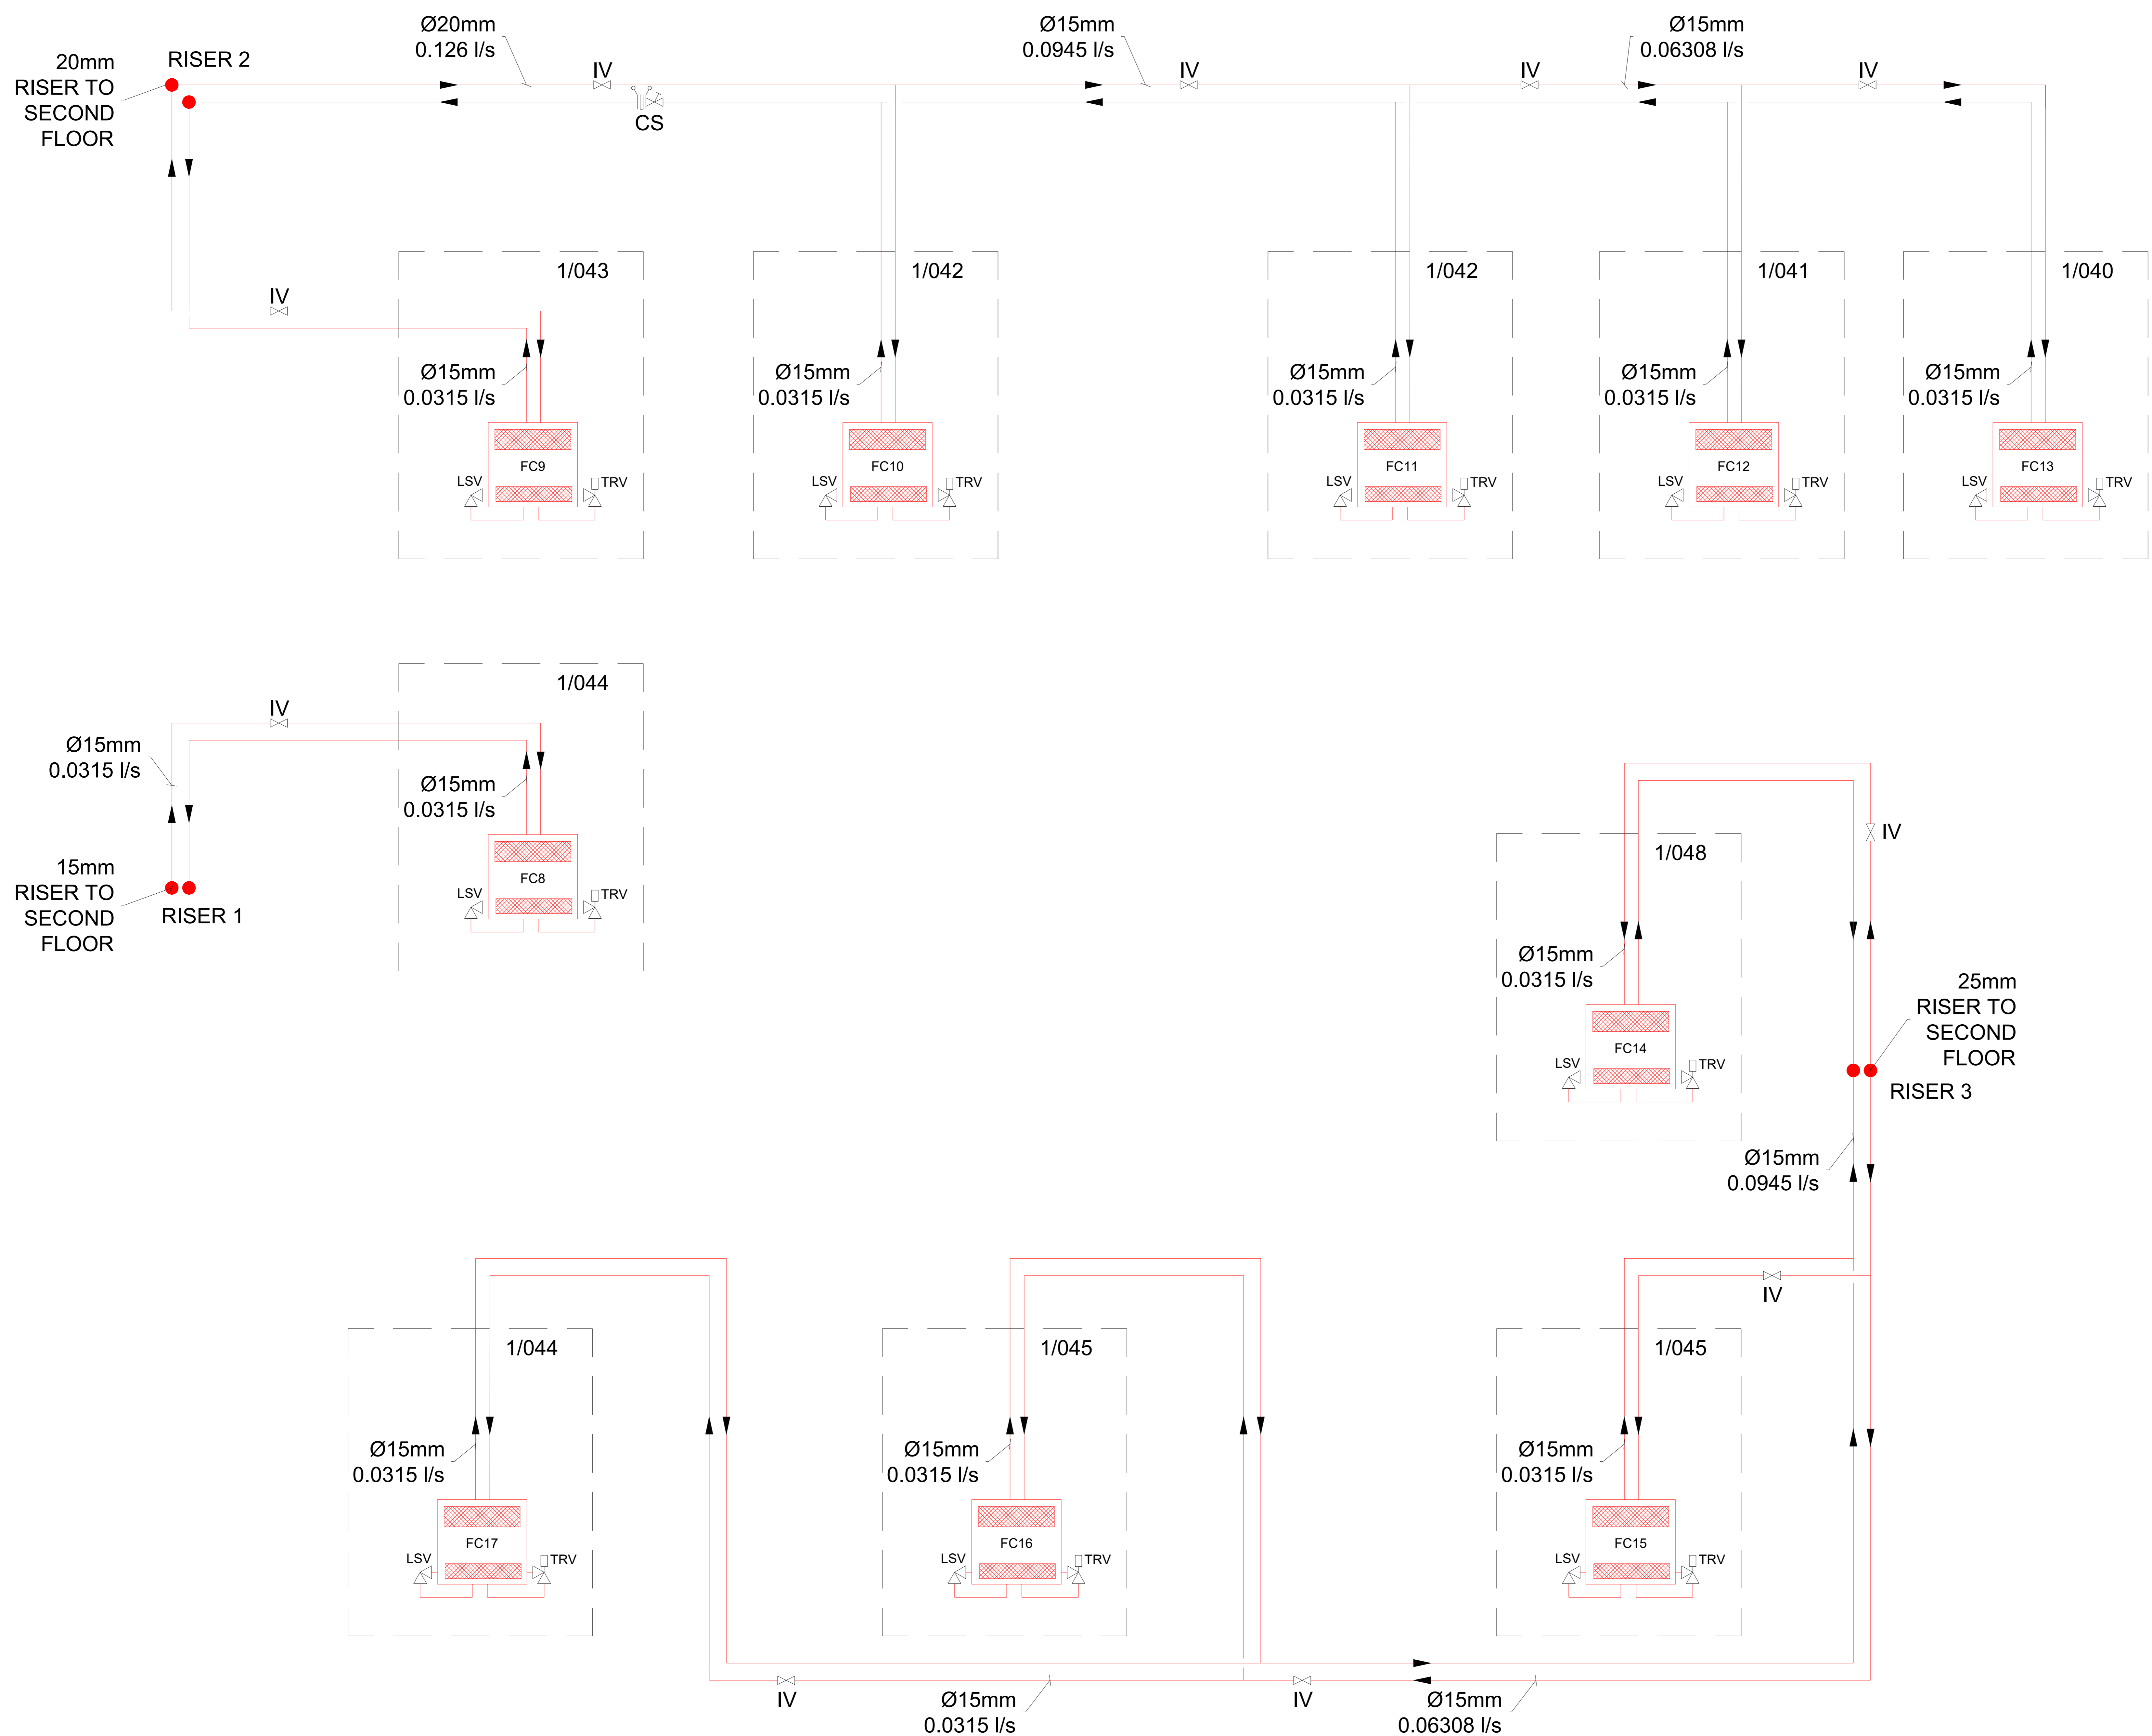 Ø20mm
0.126 l/s
Ø15mm
0.0945 l/s
Ø15mm
0.06308 l/s
20mm
RISER TO
SECOND
FLOOR
RISER 2
IV
IV
IV
IV
CS
1/043
1/042
1/042
1/041
1/040
IV
Ø15mm
0.0315 l/s
Ø15mm
0.0315 l/s
Ø15mm
0.0315 l/s
Ø15mm
0.0315 l/s
Ø15mm
0.0315 l/s
LSV
FC9
TRV
LSV
FC10
TRV
LSV
FC11
TRV
LSV
FC12
TRV
LSV
FC13
TRV
1/044
IV
Ø15mm
0.0315 l/s
Ø15mm
0.0315 l/s
15mm
RISER TO
SECOND
FLOOR
RISER 1
LSV
FC8
TRV
IV
1/048
Ø15mm
0.0315 l/s
25mm
RISER TO
SECOND
FLOOR
RISER 3
LSV
FC14
TRV
Ø15mm
0.0945 l/s
IV
1/044
1/045
1/045
Ø15mm
0.0315 l/s
Ø15mm
0.0315 l/s
Ø15mm
0.0315 l/s
LSV
FC17
TRV
LSV
FC16
TRV
LSV
FC15
TRV
IV
Ø15mm
0.0315 l/s
IV
Ø15mm
0.06308 l/s